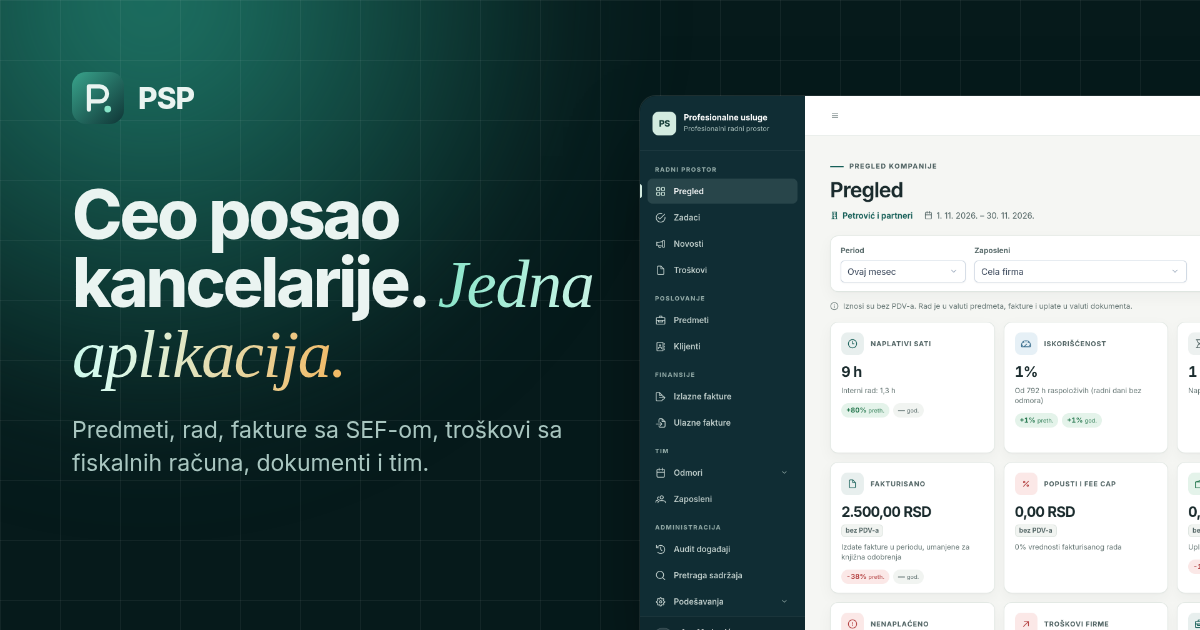 PSP
Ceo posao
kancelarije. Jedna
aplikacija.
Predmeti, rad, fakture sa SEF-om, troškovi sa
fiskalnih računa, dokumenti i tim.
PS
Profesionalne usluge
Profesionalni radni prostor
RADNI PROSTOR
Pregled
Zadaci
Novosti
Troškovi
POSLOVANJE
Predmeti
Klijenti
FINANSIJE
Izlazne fakture
Ulazne fakture
TIM
Odmori
Zaposleni
ADMINISTRACIJA
Audit događaji
Pretraga sadržaja
Podešavanja
PREGLED KOMPANIJE
Pregled
Petrović i partneri 1. 11. 2026. – 30. 11. 2026.
Period Zaposleni
Ovaj mesec Cela firma
Iznosi su bez PDV-a. Rad je u valuti predmeta, fakture i uplate u valuti dokumenta.
NAPLATIVI SATI
9 h
Interni rad: 1,3 h
+80% preth. — god.
ISKORIŠĆENOST
1%
Od 792 h raspoloživih (radni dani bez
odmora)
+1% preth. +1% god.
1
FAKTURISANO
2.500,00 RSD
bez PDV-a
Izdate fakture u periodu, umanjene za
knjižna odobrenja
−38% preth. — god.
POPUSTI I FEE CAP
0,00 RSD
bez PDV-a
0% vrednosti fakturisanog rada
NENAPLAĆENO
TROŠKOVI FIRME